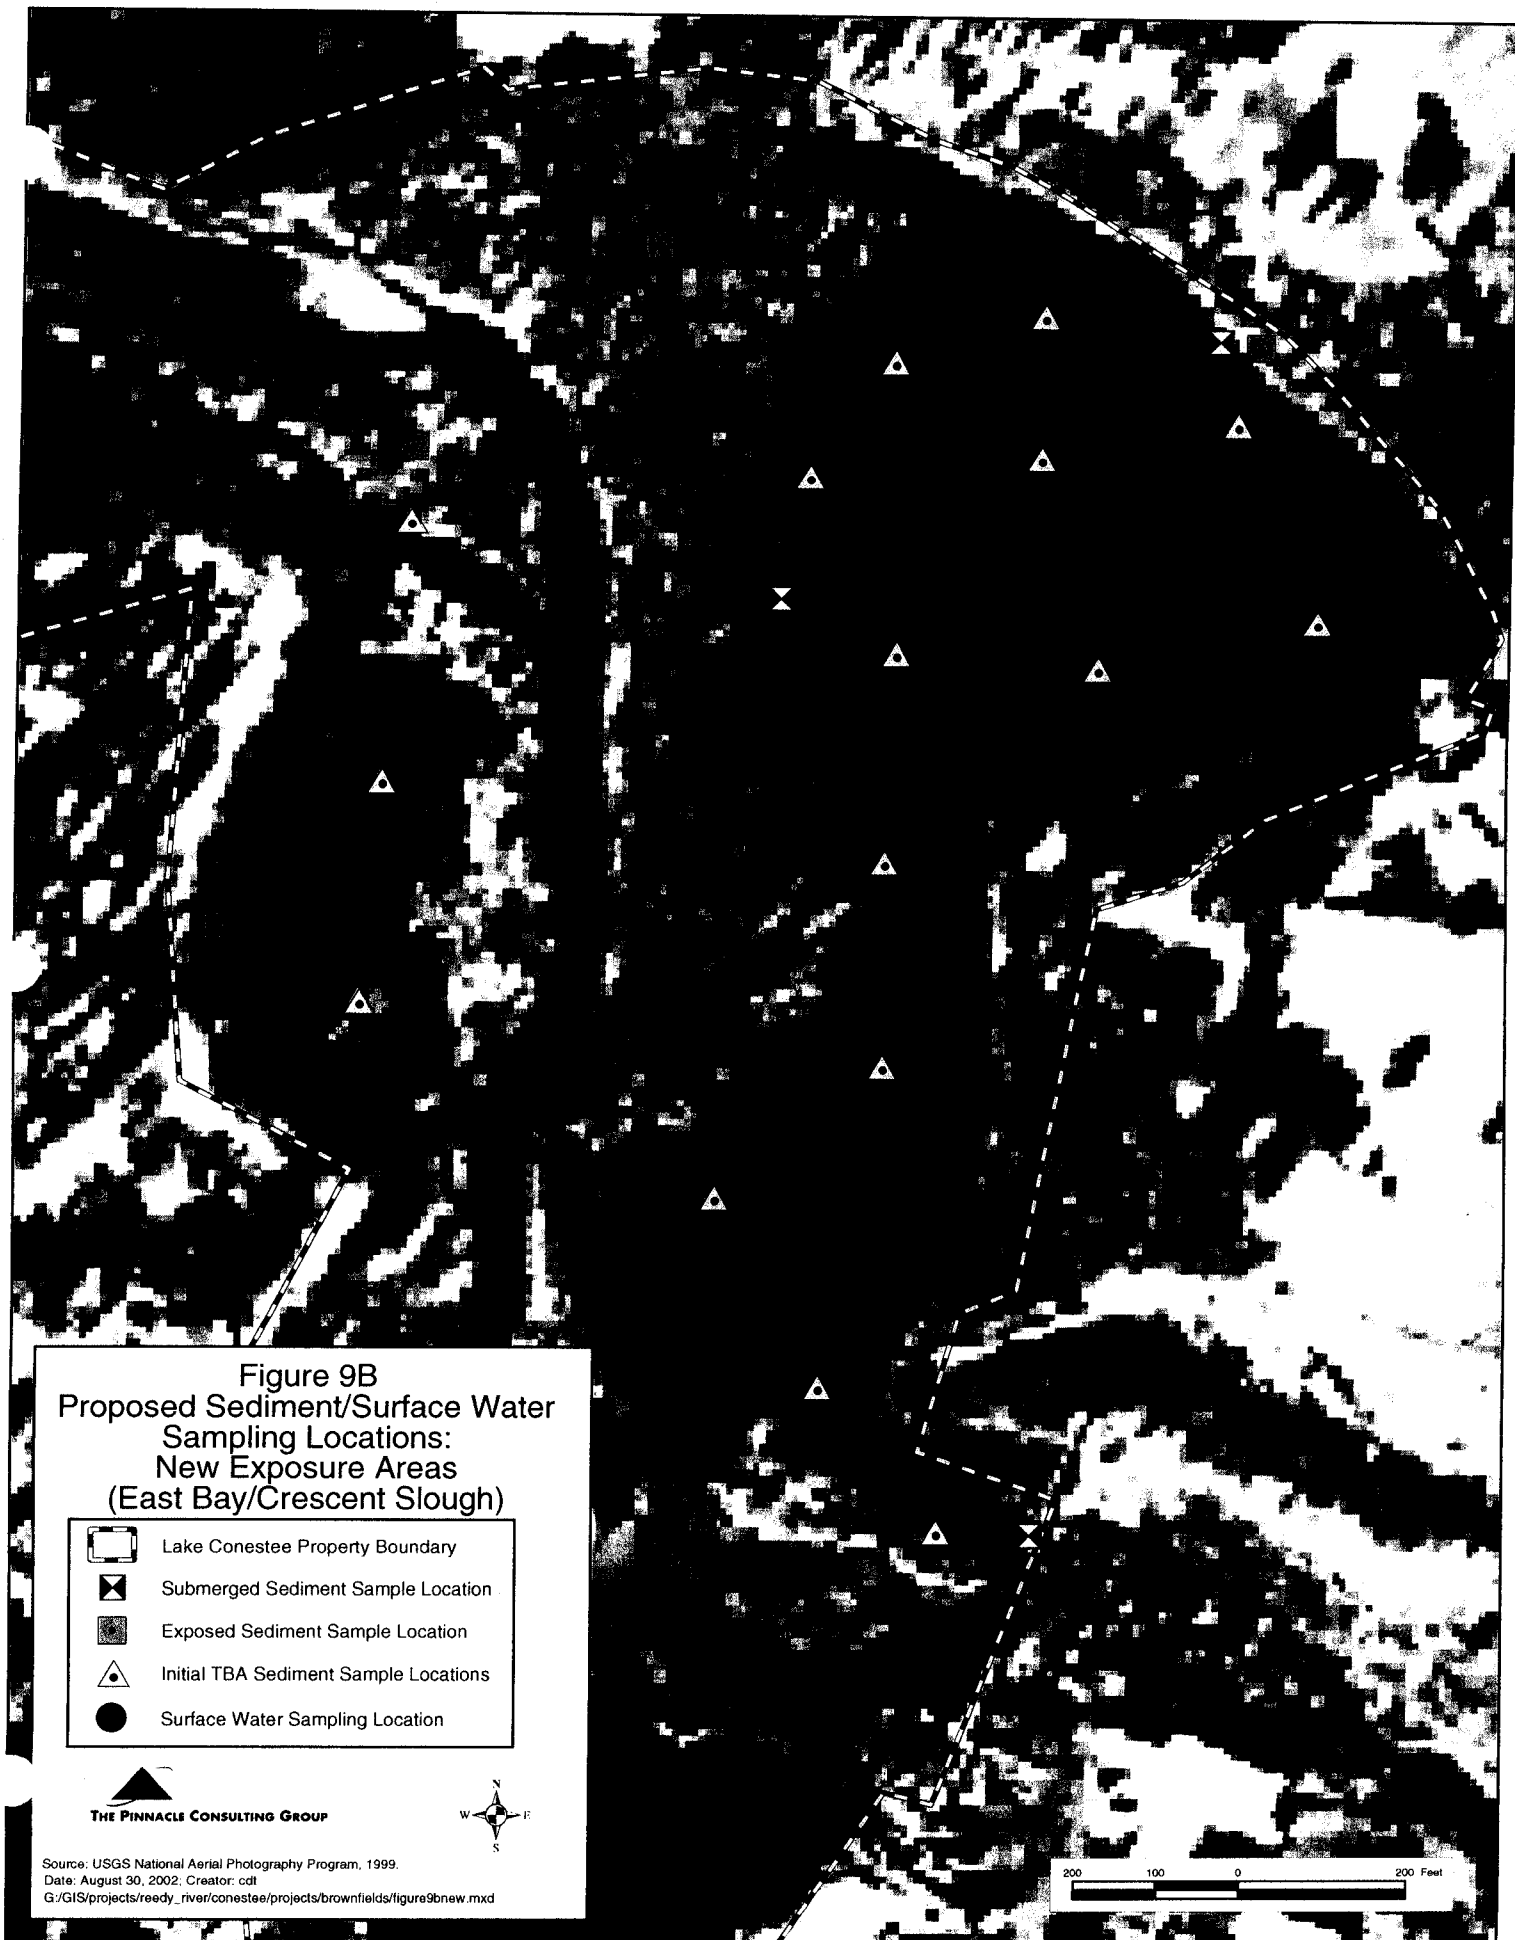 Figure 9B
Proposed Sediment/Surface Water
Sampling Locations:
New Exposure Areas
(East Bay/Crescent Slough)
Lake Conestee Property Boundary
Submerged Sediment Sample Location
Exposed Sediment Sample Location
Initial TBA Sediment Sample Locations
Surface Water Sampling Location
THE PINNACLE CONSULTING GROUP
N
W E
S
Source: USGS National Aerial Photography Program, 1999.
Date: August 30, 2002; Creator: cdt
G:/GIS/projects/reedy_river/conestee/projects/brownfields/figure9bnew.mxd
200 100 0 200 Feet